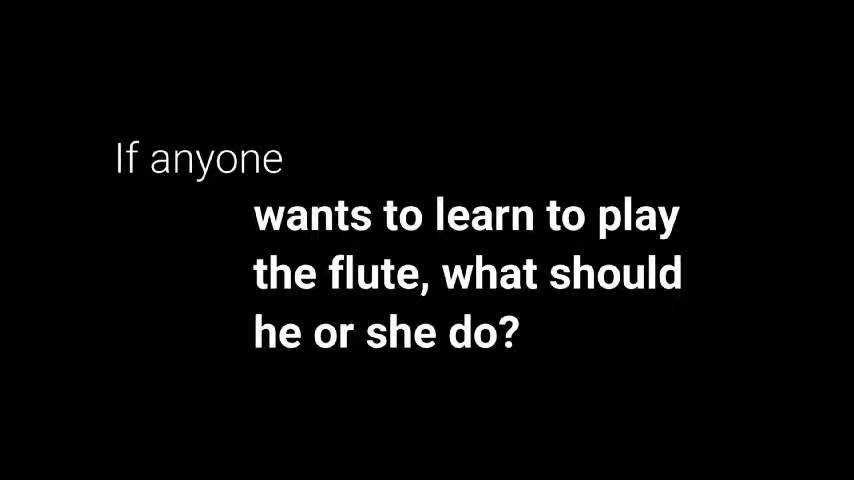 If anyone
wants to learn to play
the flute, what should
he or she do?